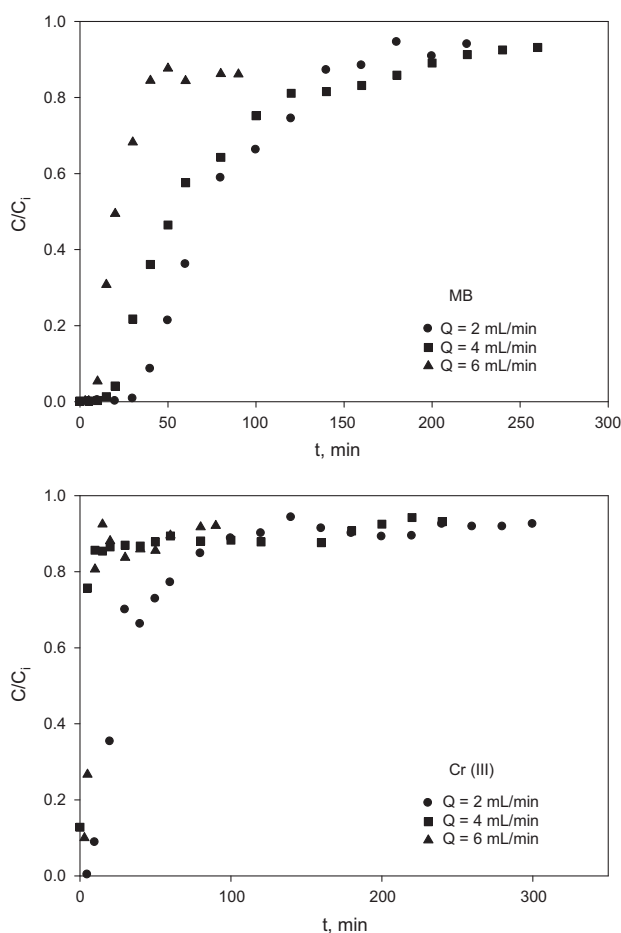 1.0
0.8
0.6
0.4
0.2
0.0
C/Ci
MB
Q = 2 mL/min
Q = 4 mL/min
Q = 6 mL/min
0 50 100 150 200 250 300
t, min
1.0
0.8
0.6
0.4
0.2
0.0
C/Ci
Cr (III)
Q = 2 mL/min
Q = 4 mL/min
Q = 6 mL/min
0 100 200 300
t, min